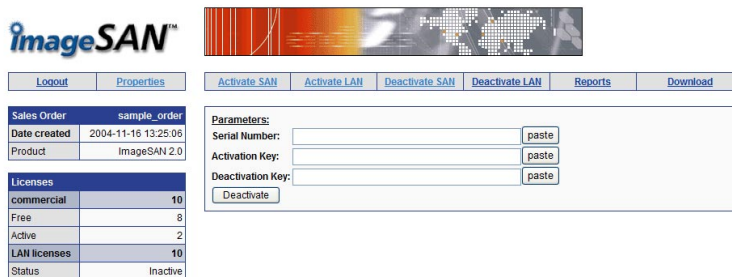 imageSAN™
Logout Properties Activate SAN Activate LAN Deactivate SAN Deactivate LAN Reports Download
Sales Order sample_order
Date created 2004-11-16 13:25:06
Product ImageSAN 2.0
Licenses
commercial 10
Free 8
Active 2
LAN licenses 10
Status Inactive
Parameters:
Serial Number: paste
Activation Key: paste
Deactivation Key: paste
Deactivate